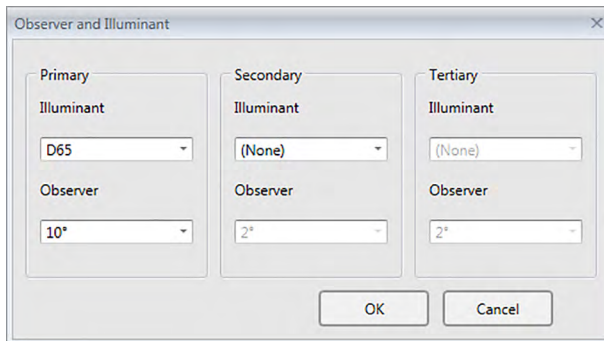 Observer and Illuminant
Primary
Secondary
Tertiary
Illuminant
Illuminant
Illuminant
D65
(None)
(None)
Observer
Observer
Observer
10°
2°
2°
OK
Cancel